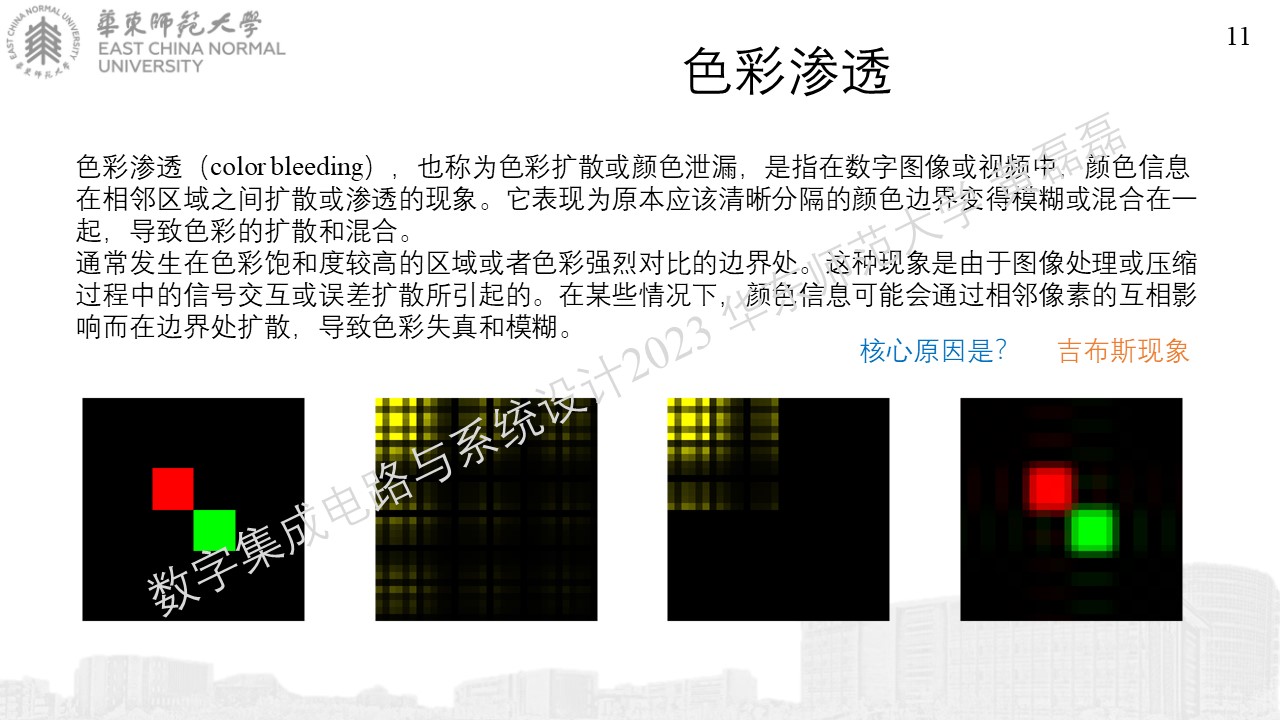 華東師範大學
EAST CHINA NORMAL
UNIVERSITY
EAST CHINA NORMAL UNIVERSITY
華東师范大学
11
色彩渗透
色彩渗透（color bleeding），也称为色彩扩散或颜色泄漏，是指在数字图像或视频中，颜色信息
在相邻区域之间扩散或渗透的现象。它表现为原本应该清晰分隔的颜色边界变得模糊或混合在一
起，导致色彩的扩散和混合。
通常发生在色彩饱和度较高的区域或者色彩强烈对比的边界处。这种现象是由于图像处理或压缩
过程中的信号交互或误差扩散所引起的。在某些情况下，颜色信息可能会通过相邻像素的互相影
响而在边界处扩散，导致色彩失真和模糊。
核心原因是？
吉布斯现象
数字集成电路与系统设计2023 华东师范大学 黄磊磊